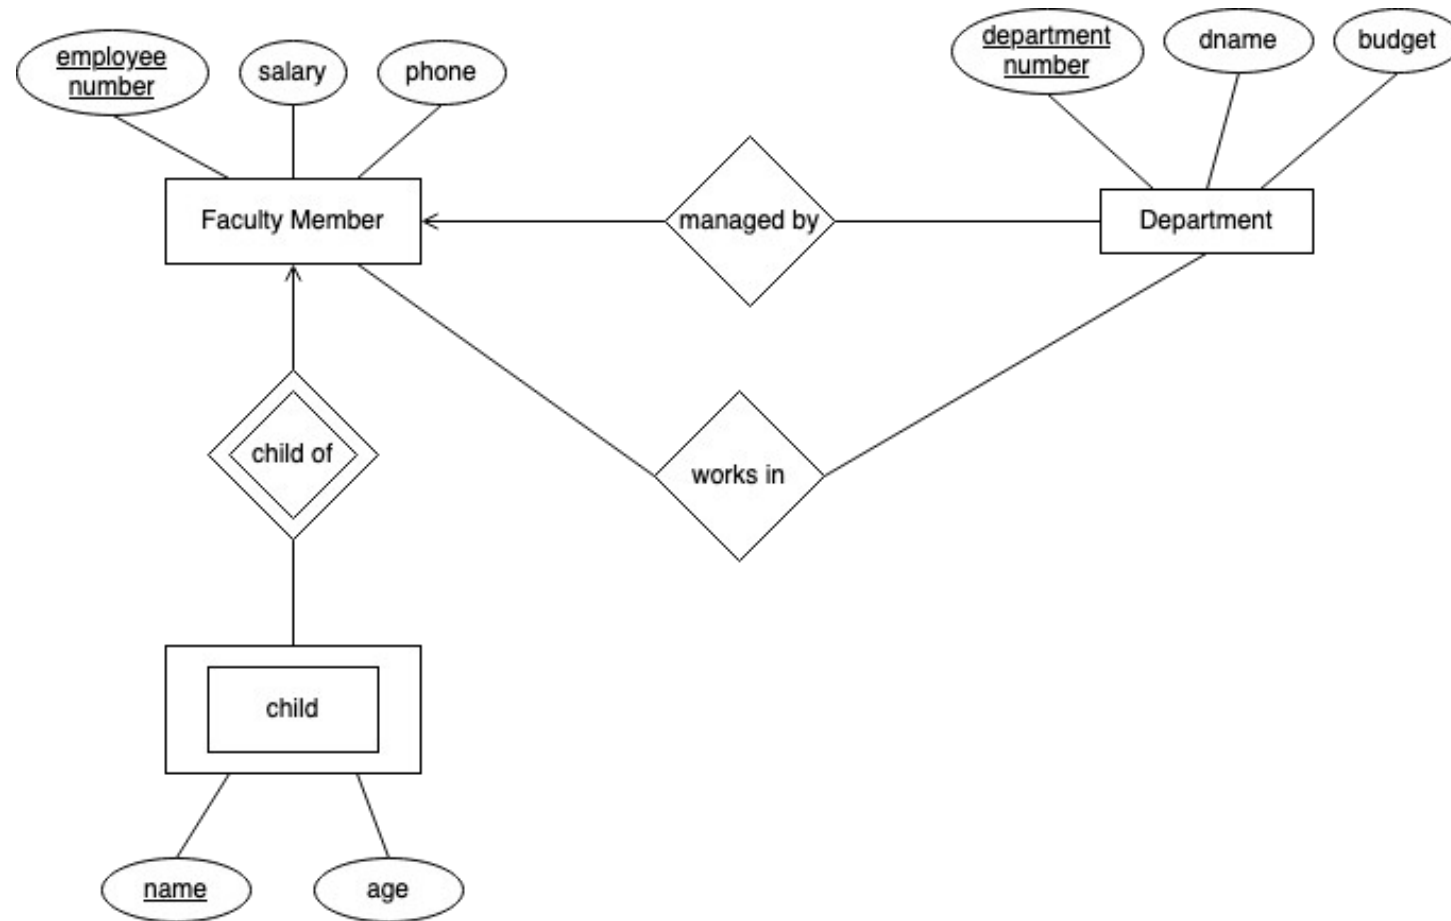 employee
number
salary
phone
department
number
dname
budget
Faculty Member
managed by
Department
child of
works in
child
name
age